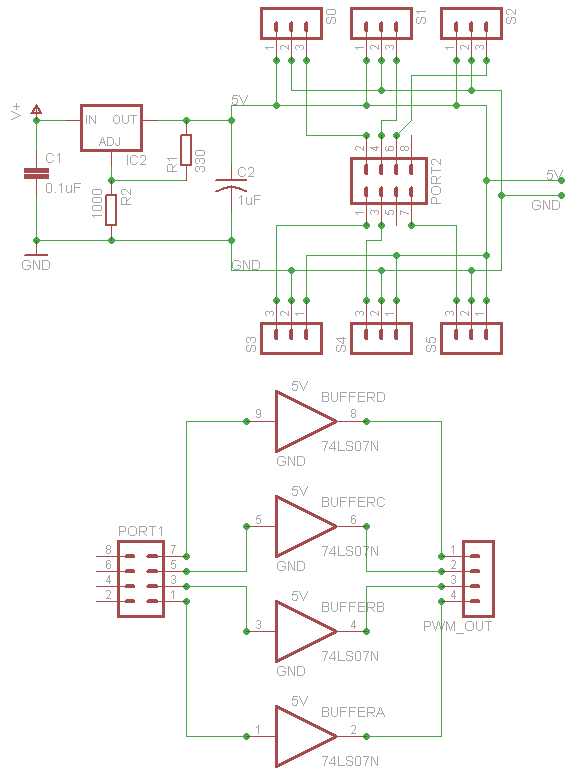 S0
S1
S2
1 2 3
1 2 3
1 2 3
V+
5V
IN OUT
ADJ
IC2
C1
0.1uF
R1
330
R2
1000
C2
1uF
GND
GND
2 4 6 8
PORT2
1 3 5 7
5V
GND
3 2 1
3 2 1
3 2 1
S3
S4
S5
5V
BUFFERD
9
8
74LS07N
GND
5V
BUFFERC
5
6
74LS07N
GND
5V
BUFFERB
3
4
74LS07N
GND
5V
BUFFERA
1
2
74LS07N
PORT1
8 7
6 5
4 3
2 1
1
2
3
4
PWM_OUT